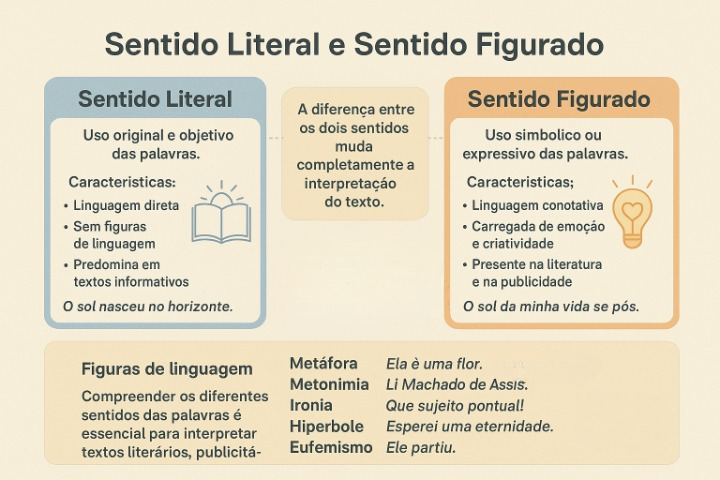 Sentido Literal e Sentido Figurado
Sentido Literal
Uso original e objetivo
das palavras.
Caracteristicas:
• Linguagem direta
• Sem figuras
de linguagem
• Predomina em
textos informativos
O sol nasceu no horizonte.
A diferença entre
os dois sentidos
muda
completamente a
interpretação
do texto.
Sentido Figurado
Uso simbolico ou
expressivo das palavras.
Caracteristicas;
• Linguagem conotativa
• Carregada de emoção
e criatividade
• Presente na literatura
e na publicidade
O sol da minha vida se pós.
Figuras de linguagem
Compreender os diferentes
sentidos das palavras é
essencial para interpretar
textos literários, publicitá-
Metáfora Ela è uma flor.
Metonimia Li Machado de Assis.
Ironia Que sujeito pontual!
Hiperbole Esperei uma eternidade.
Eufemismo Ele partiu.